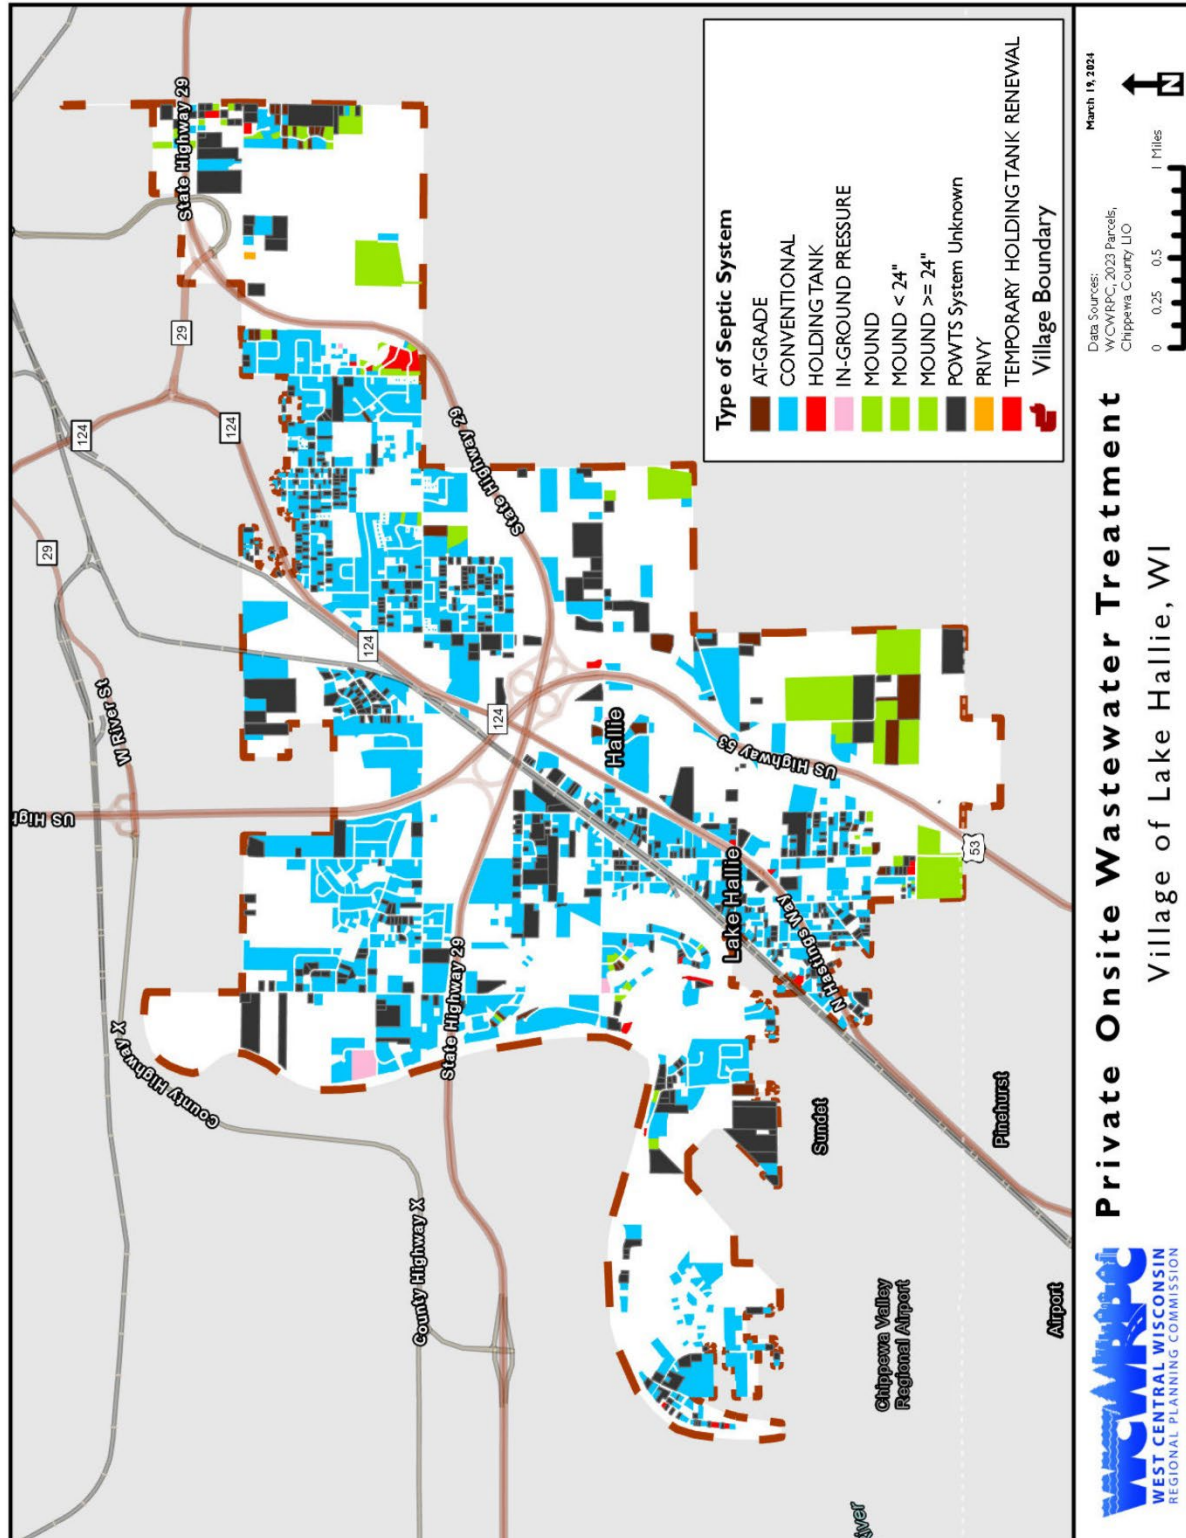 State Highway 29
29
124
124
29
W River St
US High
124
State Highway 29
124
Hallie
US Highway 53
Lake Hallie
N Hastings Way
53
State Highway 29
County Highway X
County Highway X
Sundet
Pinehurst
Chippewa Valley
Regional Airport
Airport
River
Type of Septic System
AT-GRADE
CONVENTIONAL
HOLDING TANK
IN-GROUND PRESSURE
MOUND
MOUND < 24"
MOUND >= 24"
POWTS System Unknown
PRIVY
TEMPORARY HOLDING TANK RENEWAL
Village Boundary
WCWRPC
WEST CENTRAL WISCONSIN
REGIONAL PLANNING COMMISSION
Private Onsite Wastewater Treatment
Village of Lake Hallie, WI
Data Sources:
WCWRPC, 2023 Parcels,
Chippewa County LIO
March 19, 2024
0 0.25 0.5 1 Miles
N